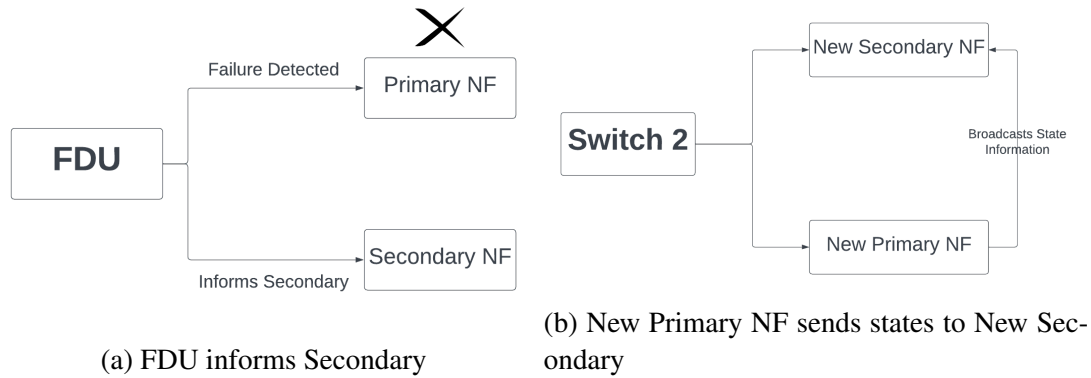 Failure Detected
Primary NF
FDU
Secondary NF
Informs Secondary
(a) FDU informs Secondary
New Secondary NF
Switch 2
Broadcasts State
Information
New Primary NF
(b) New Primary NF sends states to New Sec-
ondary